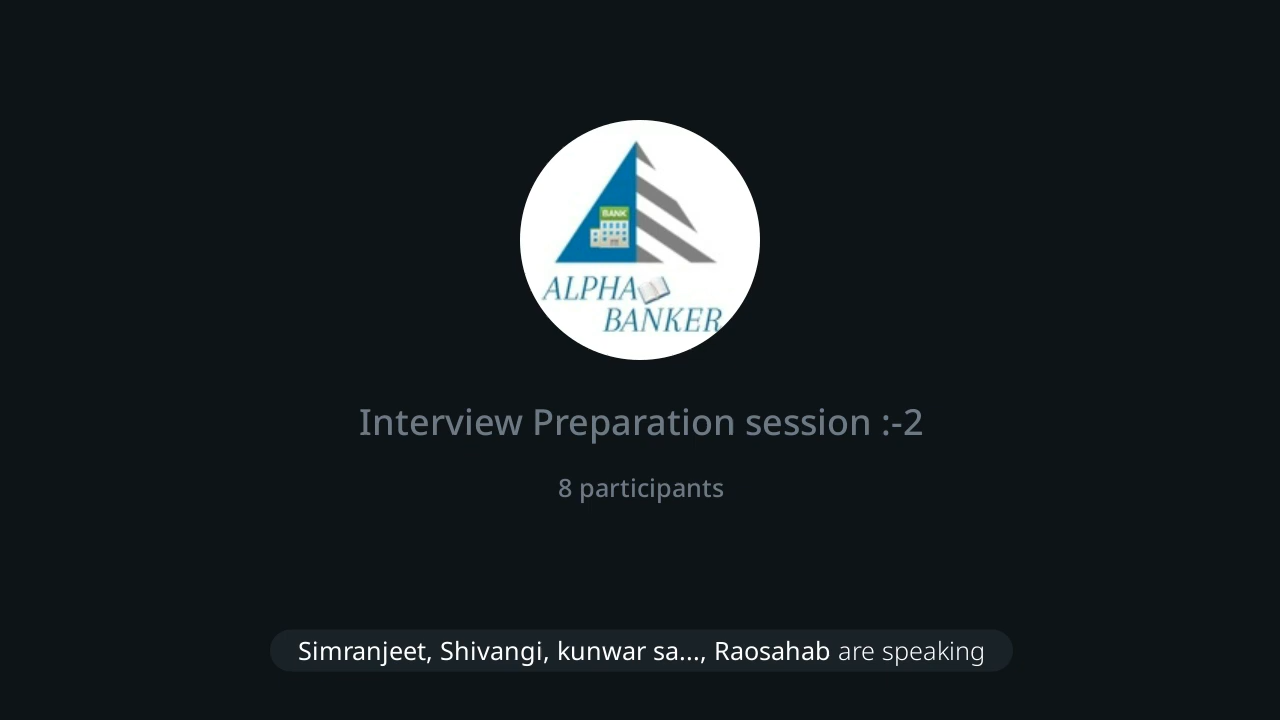 BANK
ALPHA
BANKER
Interview Preparation session :-2
8 participants
Simranjeet, Shivangi, kunwar sa..., Raosahab are speaking